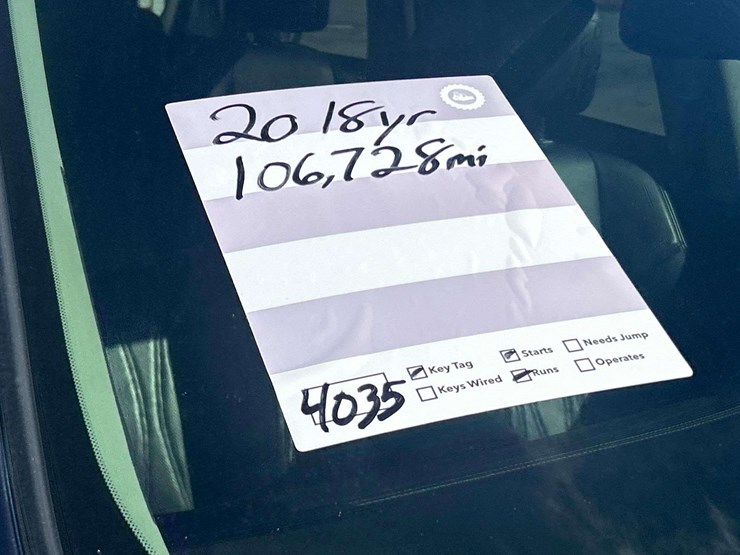 2018yr
106,728mi
Key Tag Starts Needs Jump
4035 Keys Wired Runs Operates